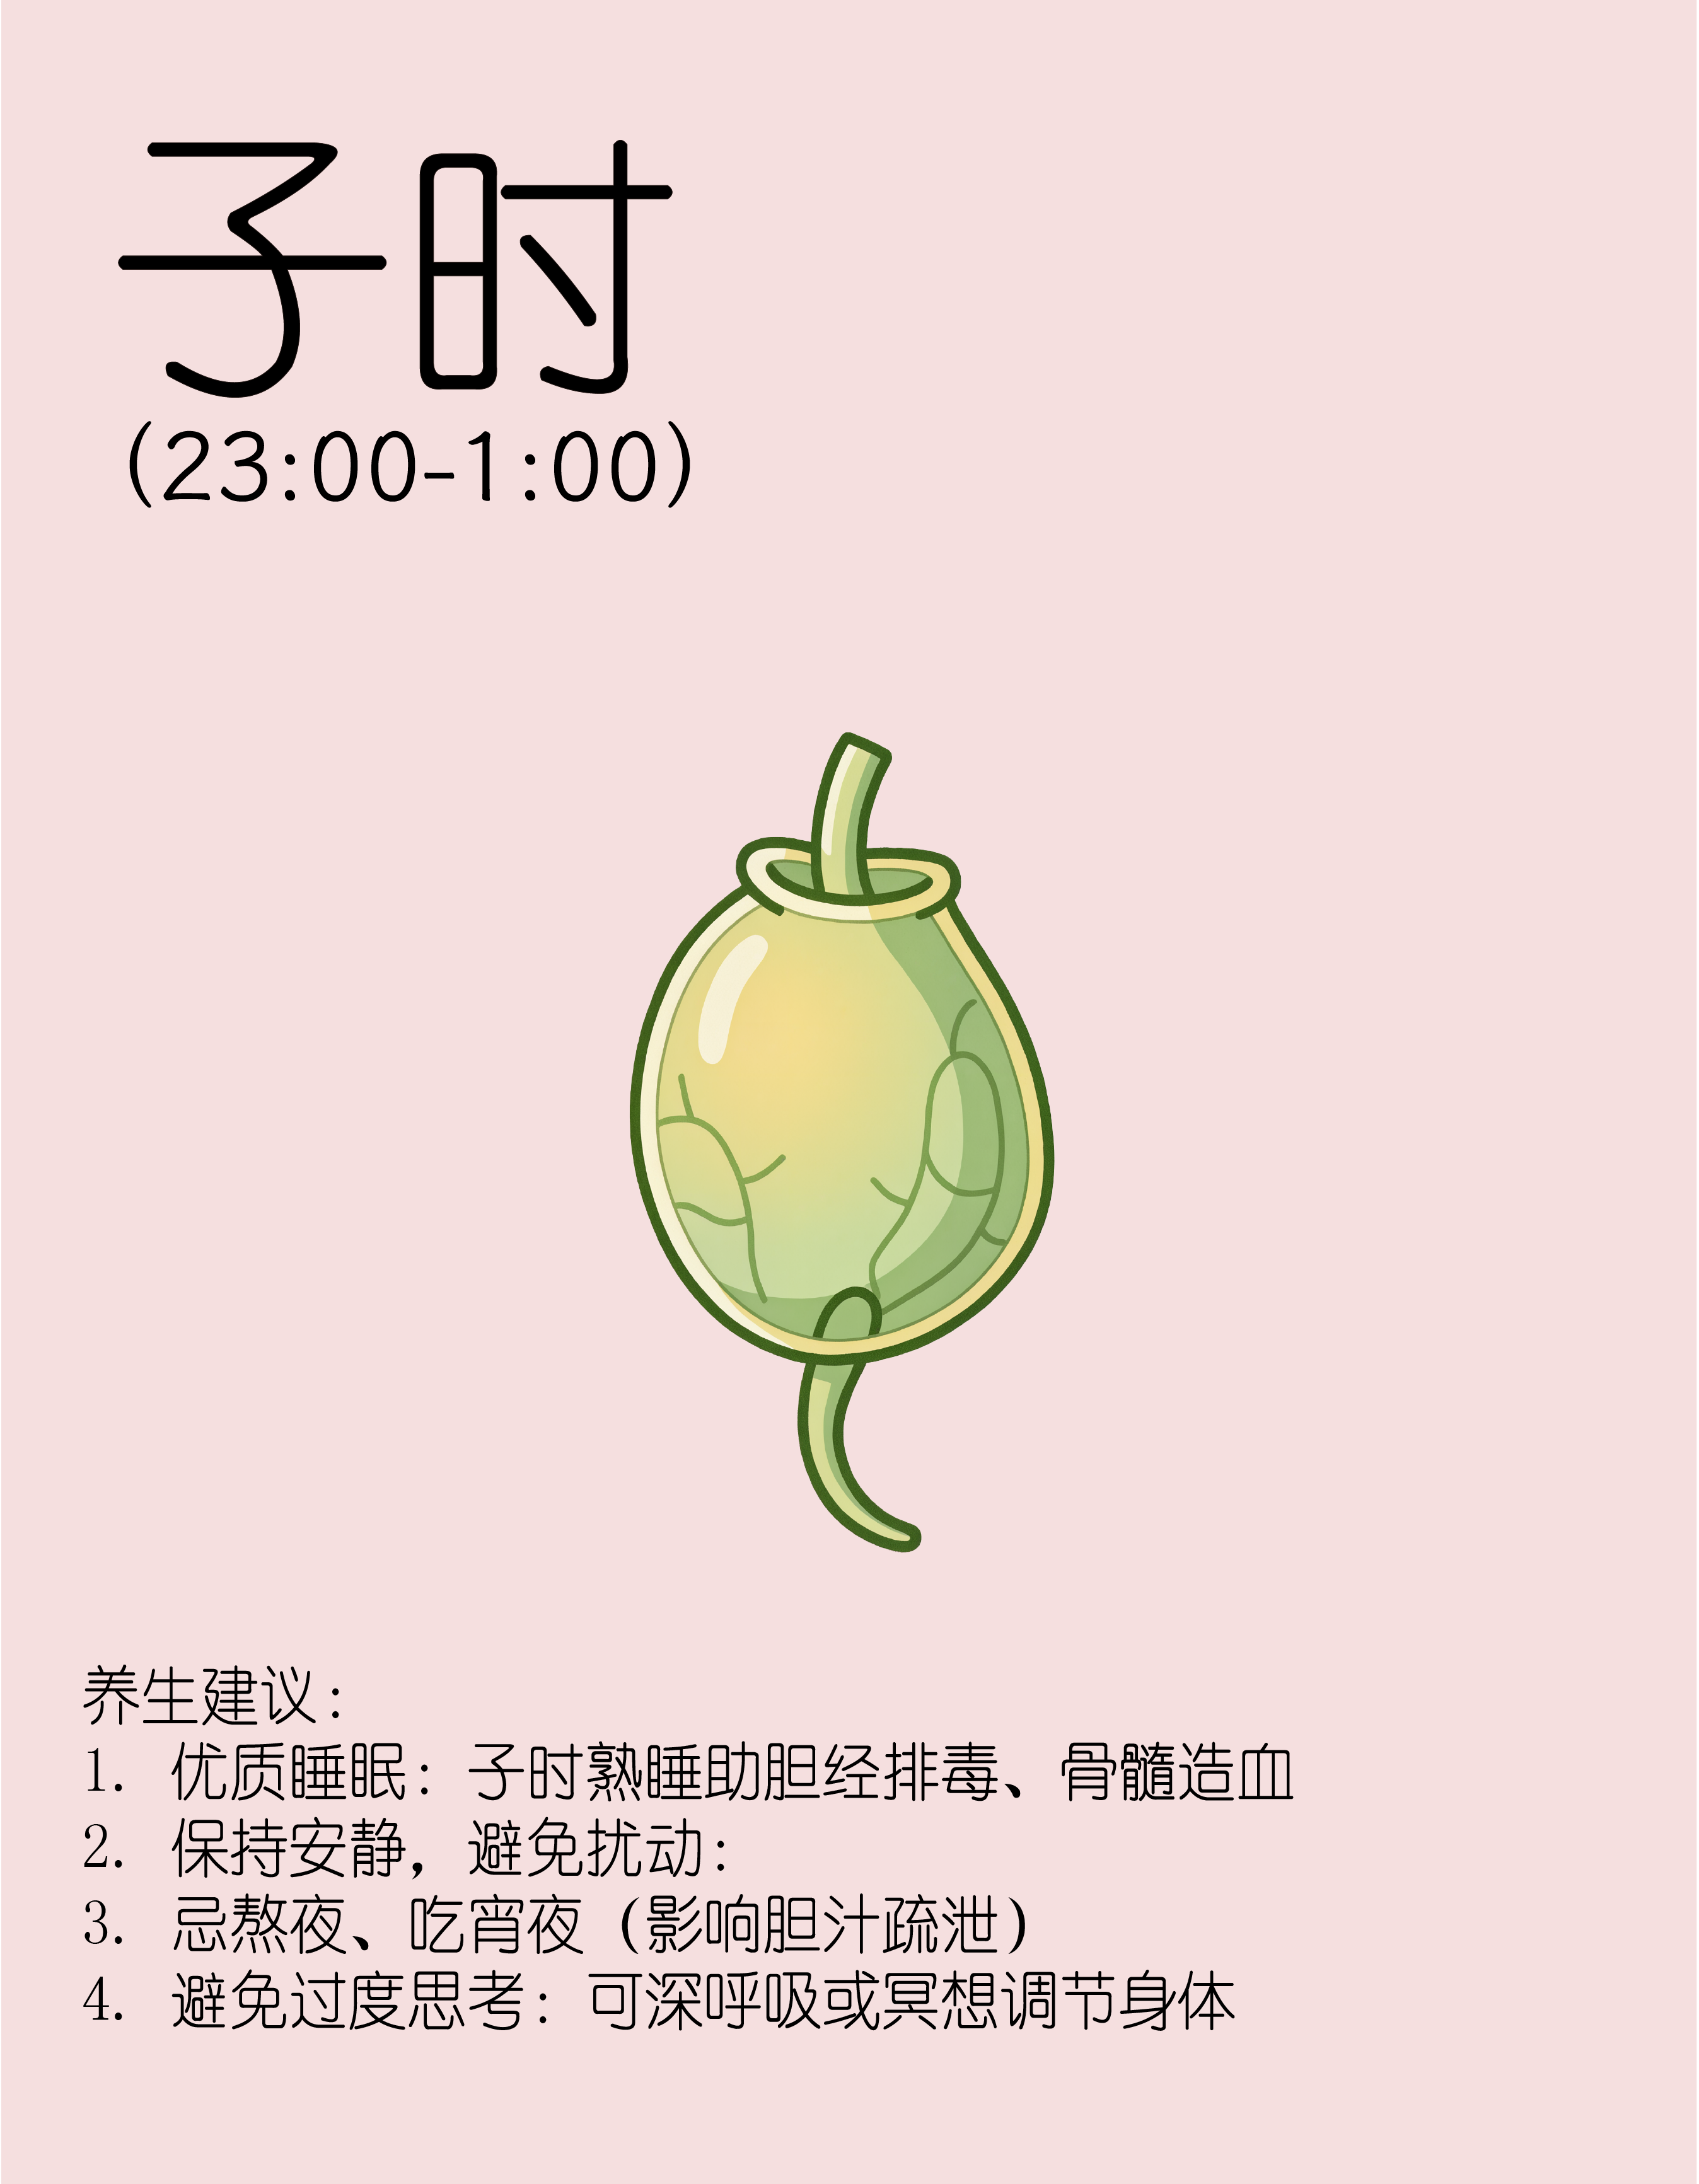 子时
(23:00-1:00)
养生建议：
1. 优质睡眠：子时熟睡助胆经排毒、骨髓造血
2. 保持安静，避免扰动：
3. 忌熬夜、吃宵夜（影响胆汁疏泄）
4. 避免过度思考：可深呼吸或冥想调节身体